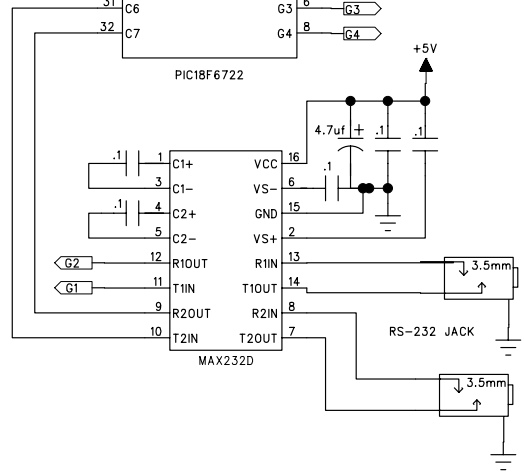 31 C6 G3 6 G3
32 C7 G4 8 G4
PIC18F6722
+5V
4.7uf + .1 .1
.1 1 C1+ VCC 16
3 C1- VS- 6 .1
.1 4 C2+ GND 15
5 C2- VS+ 2
G2 12 R1OUT R1IN 13 3.5mm
G1 11 T1IN T1OUT 14
9 R2OUT R2IN 8
10 T2IN T2OUT 7
RS-232 JACK
MAX232D
3.5mm